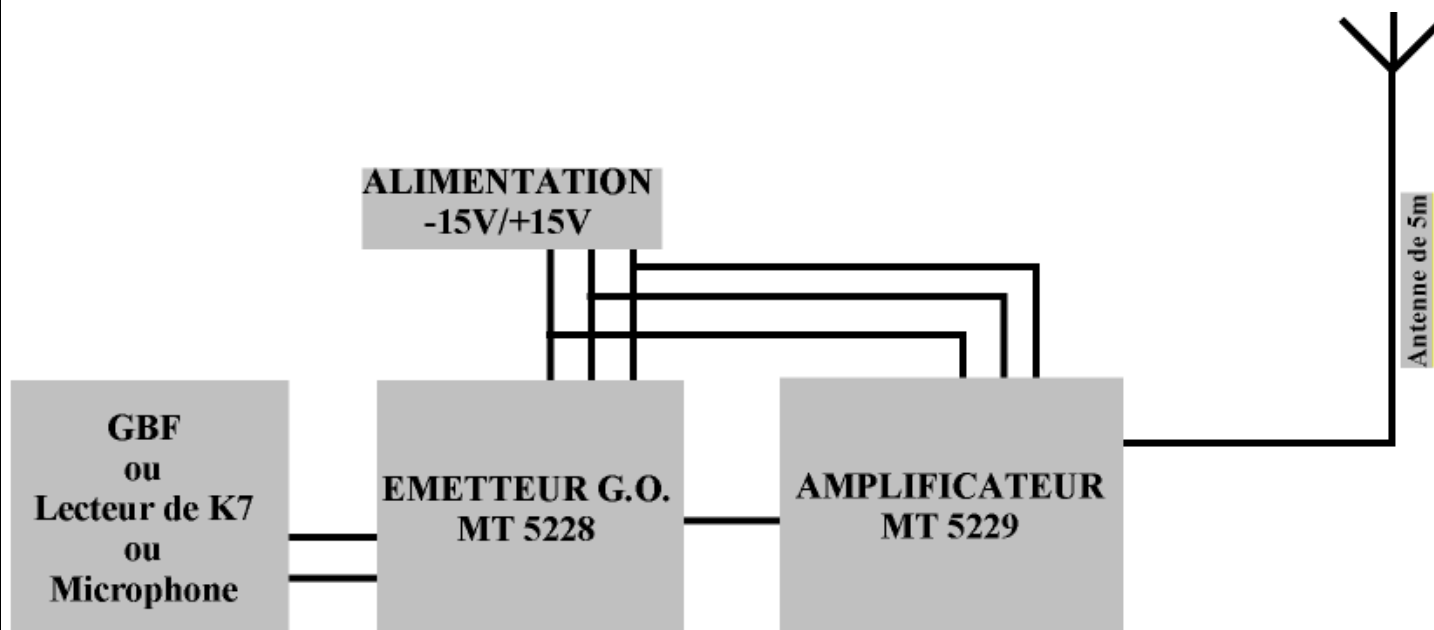 ALIMENTATION
-15V/+15V
Antenne de 5m
GBF
ou
Lecteur de K7
ou
Microphone
EMETTEUR G.O.
MT 5228
AMPLIFICATEUR
MT 5229